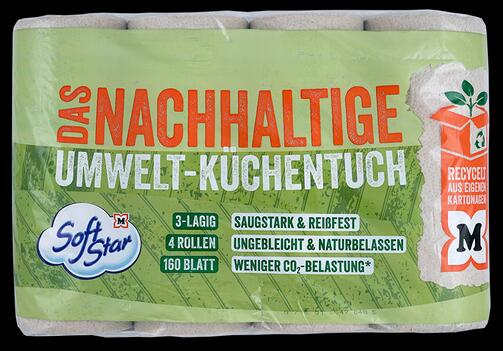 DAS NACHHALTIGE
UMWELT-KÜCHENTUCH
M
Soft
Star
3-LAGIG
SAUGSTARK & REIẞFEST
4 ROLLEN
UNGEBLEICHT & NATURBELASSEN
160 BLATT
WENIGER CO₂-BELASTUNG*
RECYCELT
AUS EIGENEN
KARTONAGEN
M